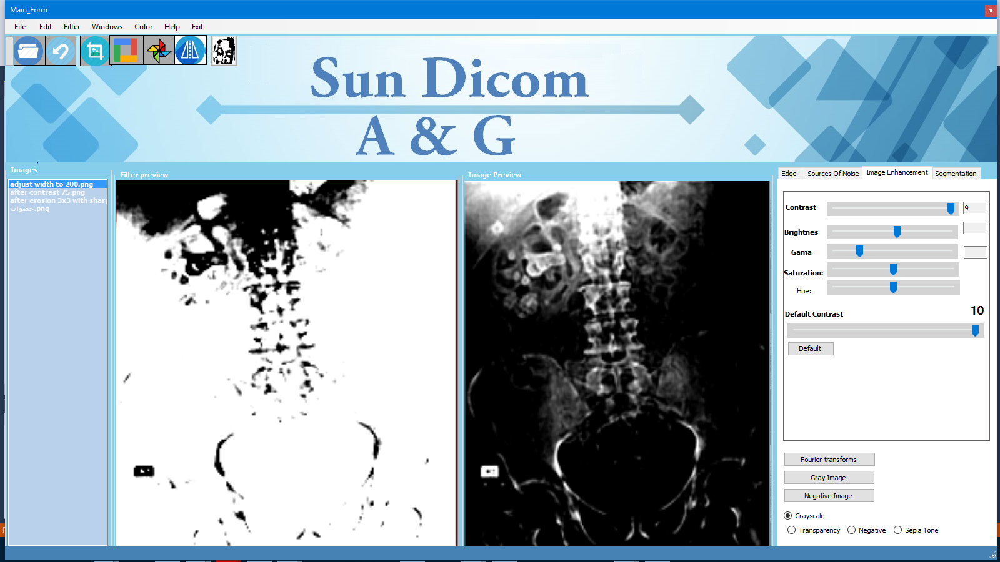 Main_Form
x
File Edit Filter Windows Color Help Exit
Sun Dicom
A & G
Images
adjust width to 200.png
after contrast 75.png
after erosion 3x3 with sharp
حصوات.png
Filter preview
Image Preview
Edge Sources Of Noise Image Enhancement Segmentation
Contrast 9
Brightnes
Gama
Saturation:
Hue:
Default Contrast 10
Default
Fourier transforms
Gray Image
Negative Image
Grayscale
Transparency Negative Sepia Tone